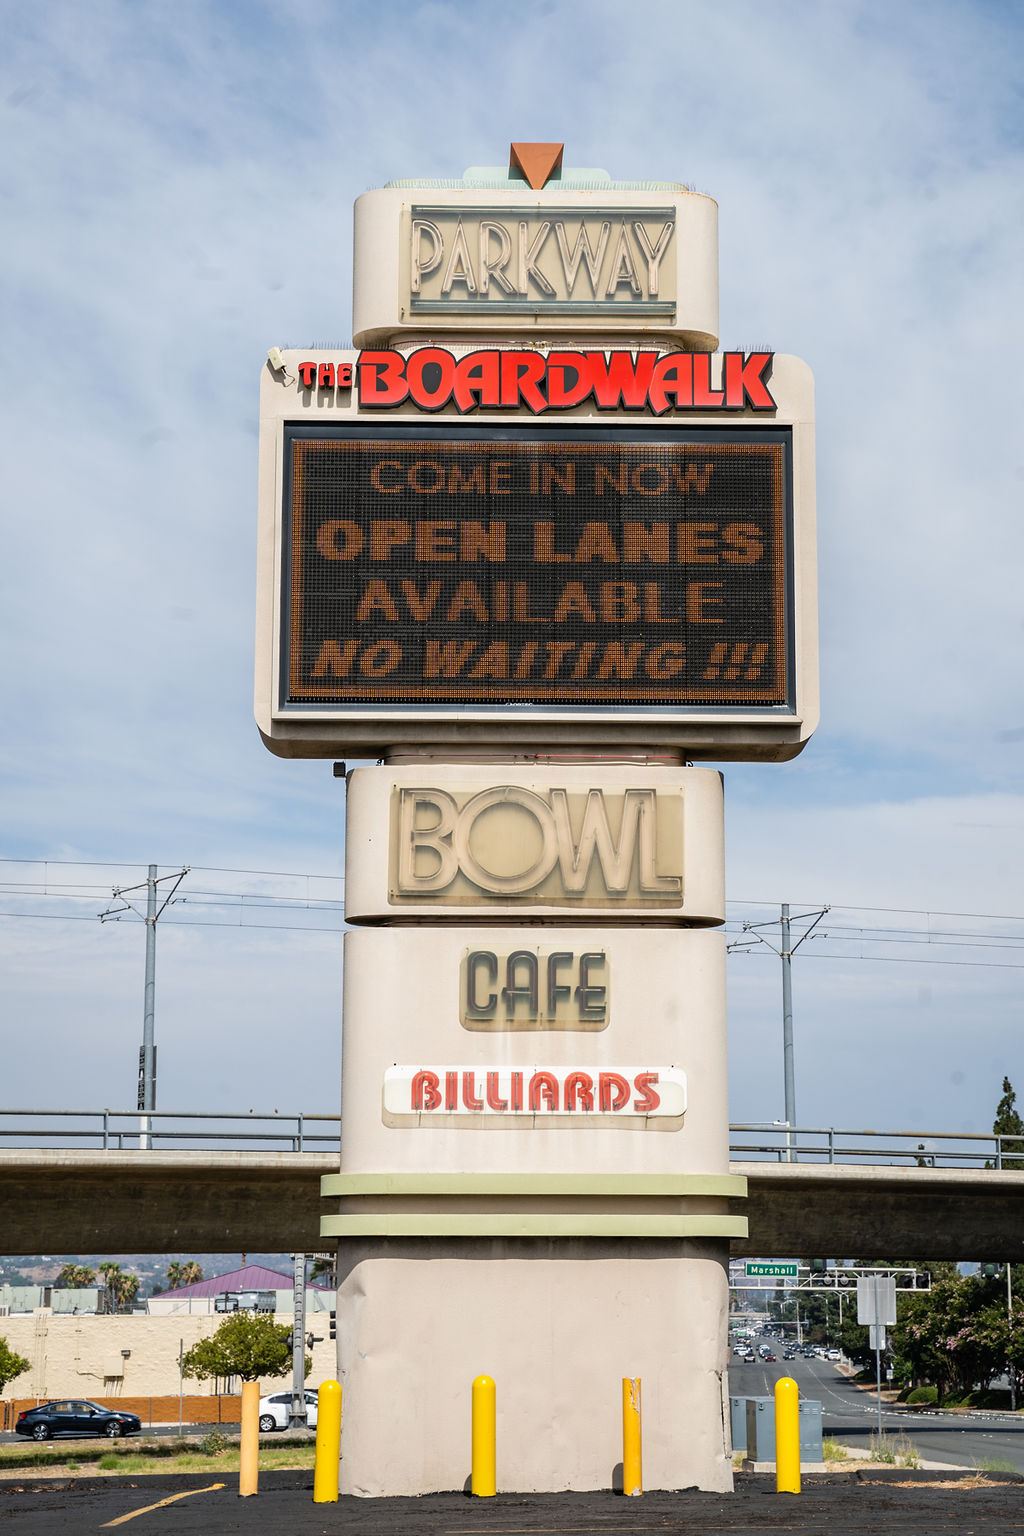 PARKWAY
THE BOARDWALK
COME IN NOW
OPEN LANES
AVAILABLE
NO WAITING !!!
BOWL
CAFE
BILLIARDS
Marshall